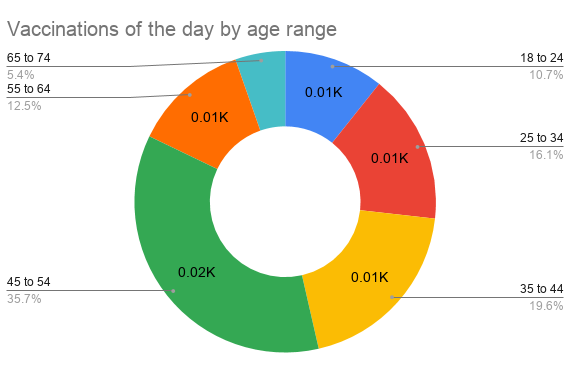 Vaccinations of the day by age range
65 to 74
5.4%
55 to 64
12.5%
45 to 54
35.7%
18 to 24
10.7%
25 to 34
16.1%
35 to 44
19.6%
0.01K
0.01K
0.01K
0.02K
0.01K